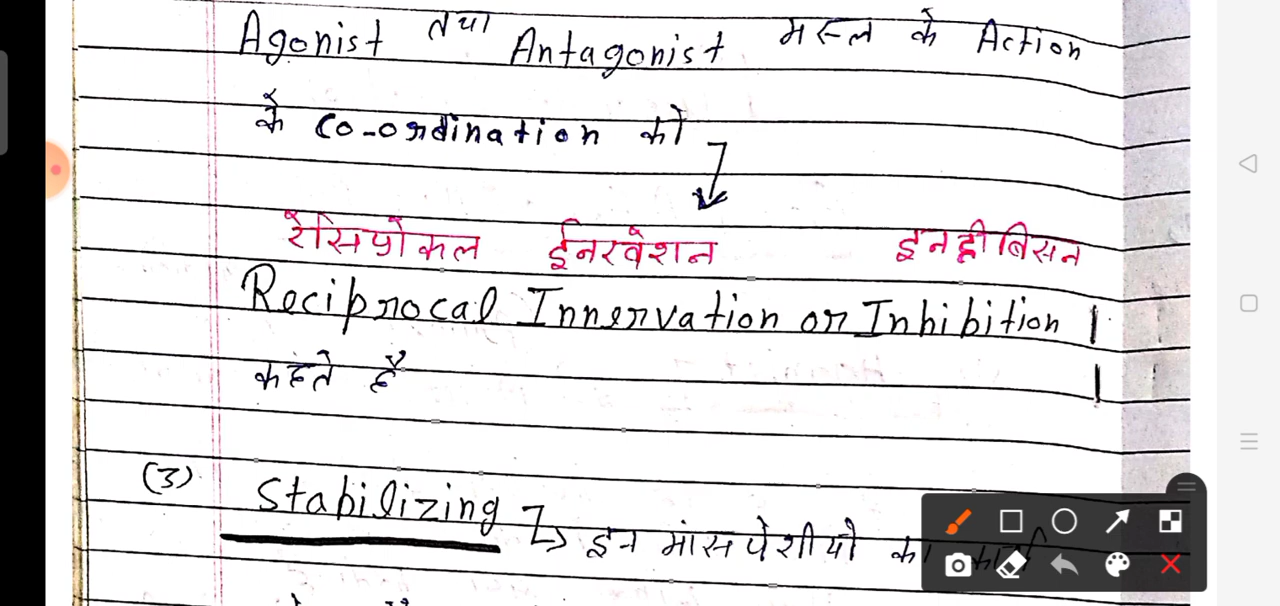 Agonist तथा Antagonist मसल के Action
के co-ordination को
रेसिप्रोकल ईनरवेशन इनहीबिसन
Reciprocal Innervation or Inhibition |
कहते है |
(3) Stabilizing इन मांसपेशीयो का